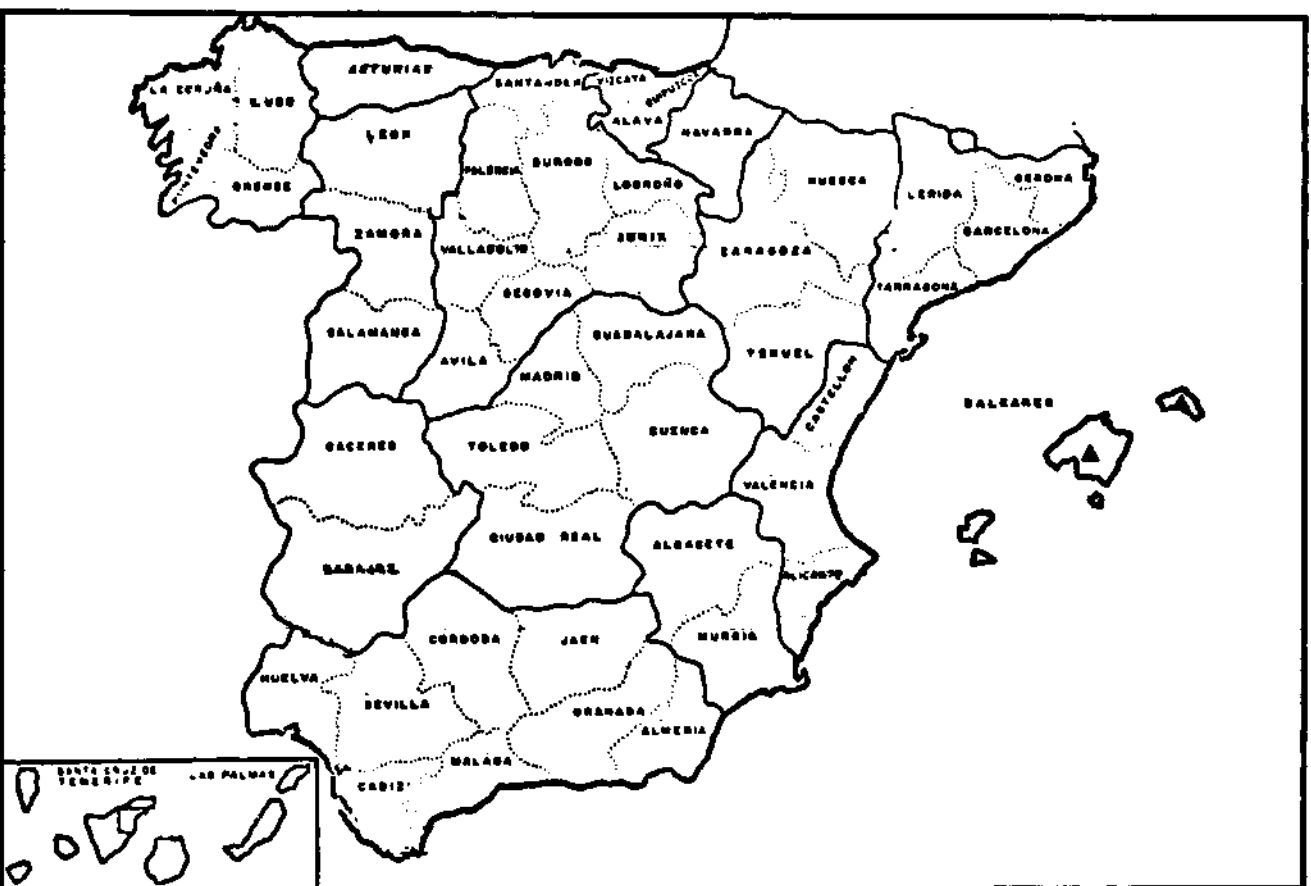 ASTURIAS
SANTANDER
VIZCAYA
GUIPUZCOA
LA CORUÑA
LUGO
ALAVA
NAVARRA
LEON
PONTEVEDRA
ORENSE
PALENCIA
BURGOS
LOGROÑO
HUESCA
LERIDA
GERONA
BARCELONA
ZAMORA
VALLADOLID
SORIA
ZARAGOZA
TARRAGONA
SEGOVIA
SALAMANCA
AVILA
MADRID
GUADALAJARA
TERUEL
CASTELLON
BALEARES
CACERES
TOLEDO
CUENCA
VALENCIA
BADAJOZ
CIUDAD REAL
ALBACETE
ALICANTE
CORDOBA
JAEN
MURCIA
HUELVA
SEVILLA
GRANADA
ALMERIA
MALAGA
CADIZ
SANTA CRUZ DE
TENERIFE
LAS PALMAS